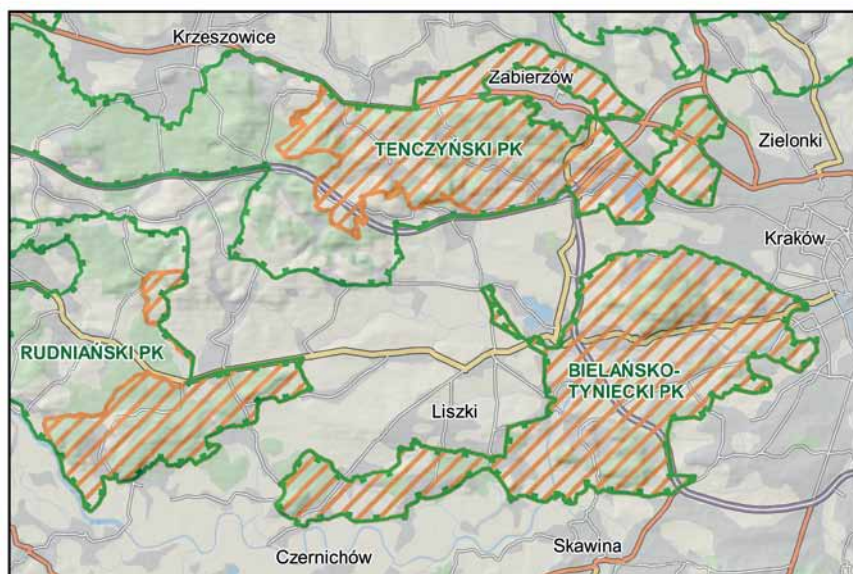 Krzeszowice
Zabierzów
TENCZYŃSKI PK
Zielonki
Kraków
RUDNIAŃSKI PK
BIELAŃSKO-
TYNIECKI PK
Liszki
Czernichów
Skawina